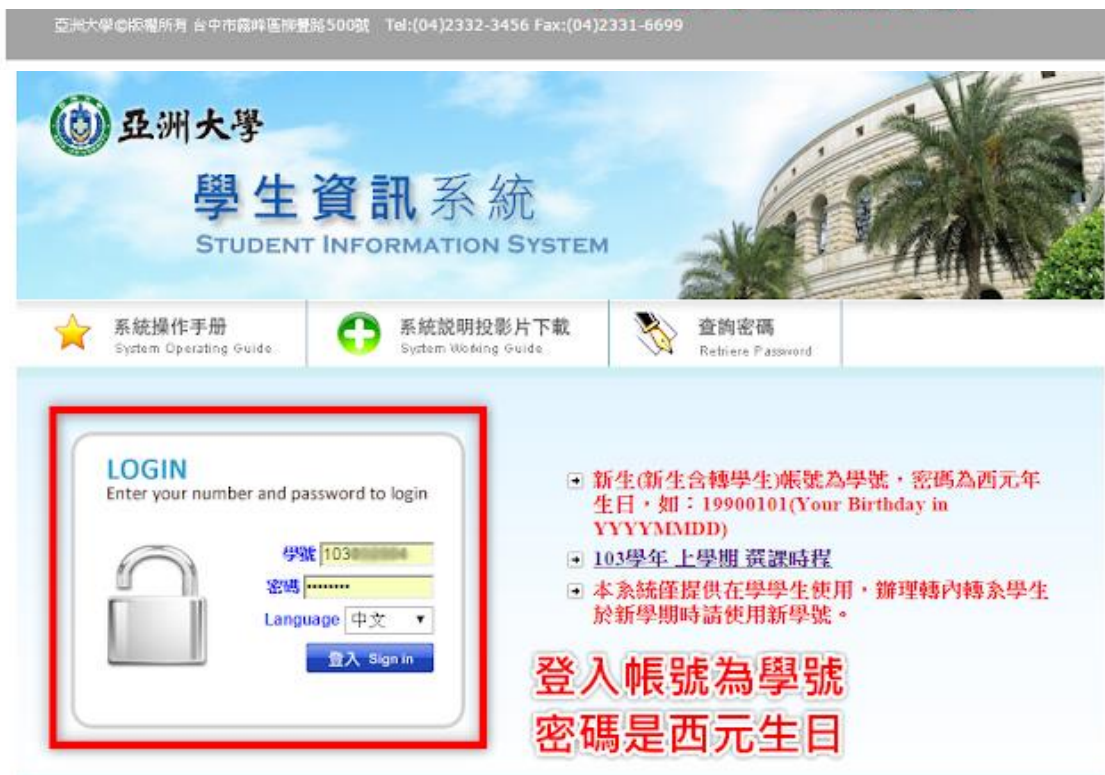 亞洲大學©版權所有 台中市霧峰區柳豐路500號 Tel:(04)2332-3456 Fax:(04)2331-6699
亞洲大學
學生資訊系統
STUDENT INFORMATION SYSTEM
系統操作手册
System Operating Guide
系統説明投影片下載
System Working Guide
查詢密碼
Retriere Password
LOGIN
Enter your number and password to login
學號 103
密碼 ••••••••
Language 中文
登入 Sign in
新生(新生含轉學生)帳號為學號，密碼為西元年
生日，如：19900101(Your Birthday in
YYYYMMDD)
103學年 上學期 選課時程
本系統僅提供在學學生使用，辦理轉內轉系學生
於新學期時請使用新學號。
登入帳號為學號
密碼是西元生日